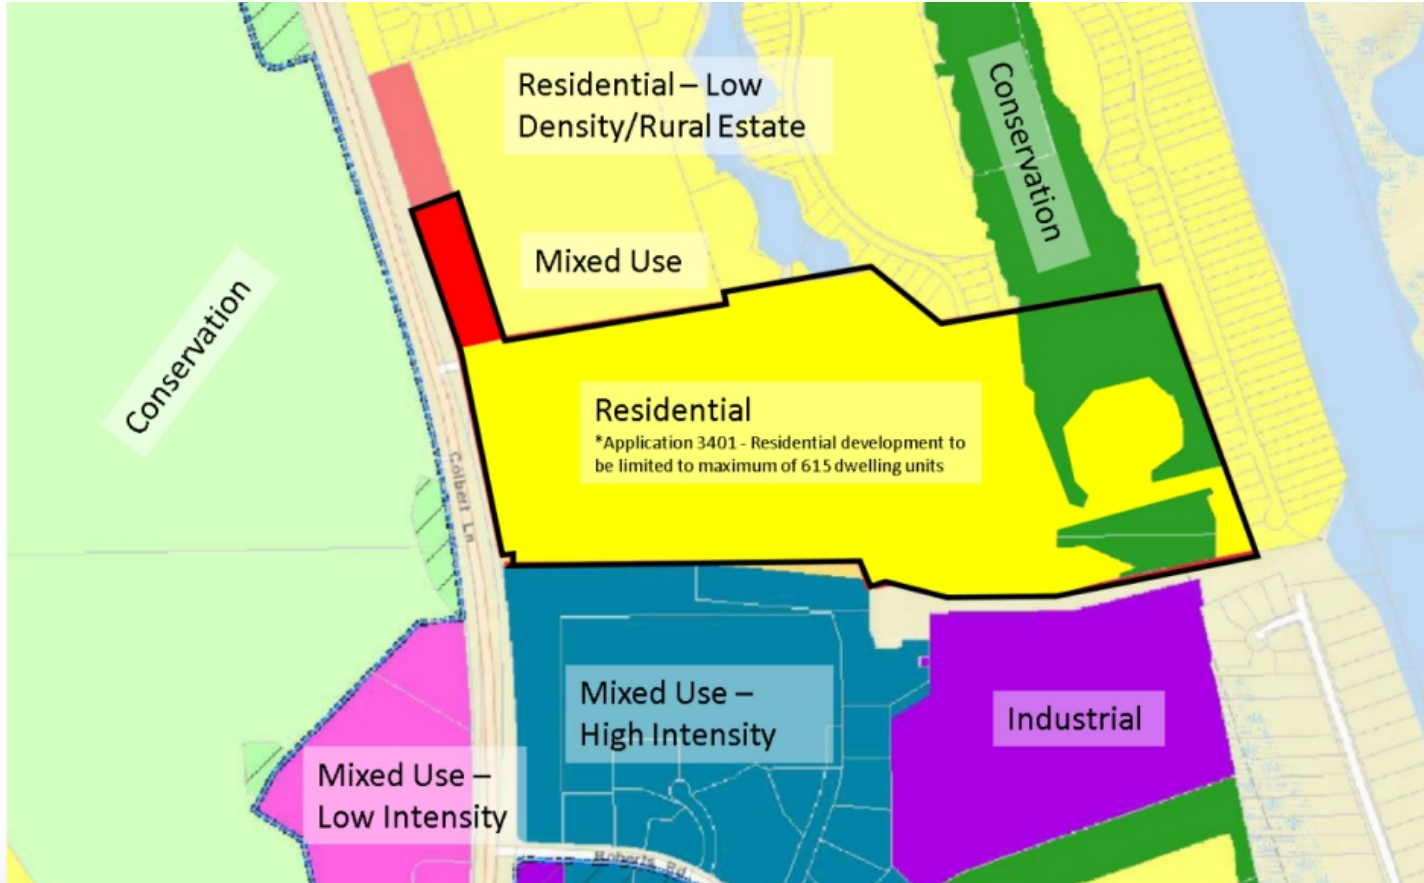 Residential – Low
Density/Rural Estate
Conservation
Mixed Use
Conservation
Residential
*Application 3401 - Residential development to
be limited to maximum of 615 dwelling units
Colbert Ln
Mixed Use –
High Intensity
Industrial
Mixed Use –
Low Intensity
Roberts Rd.